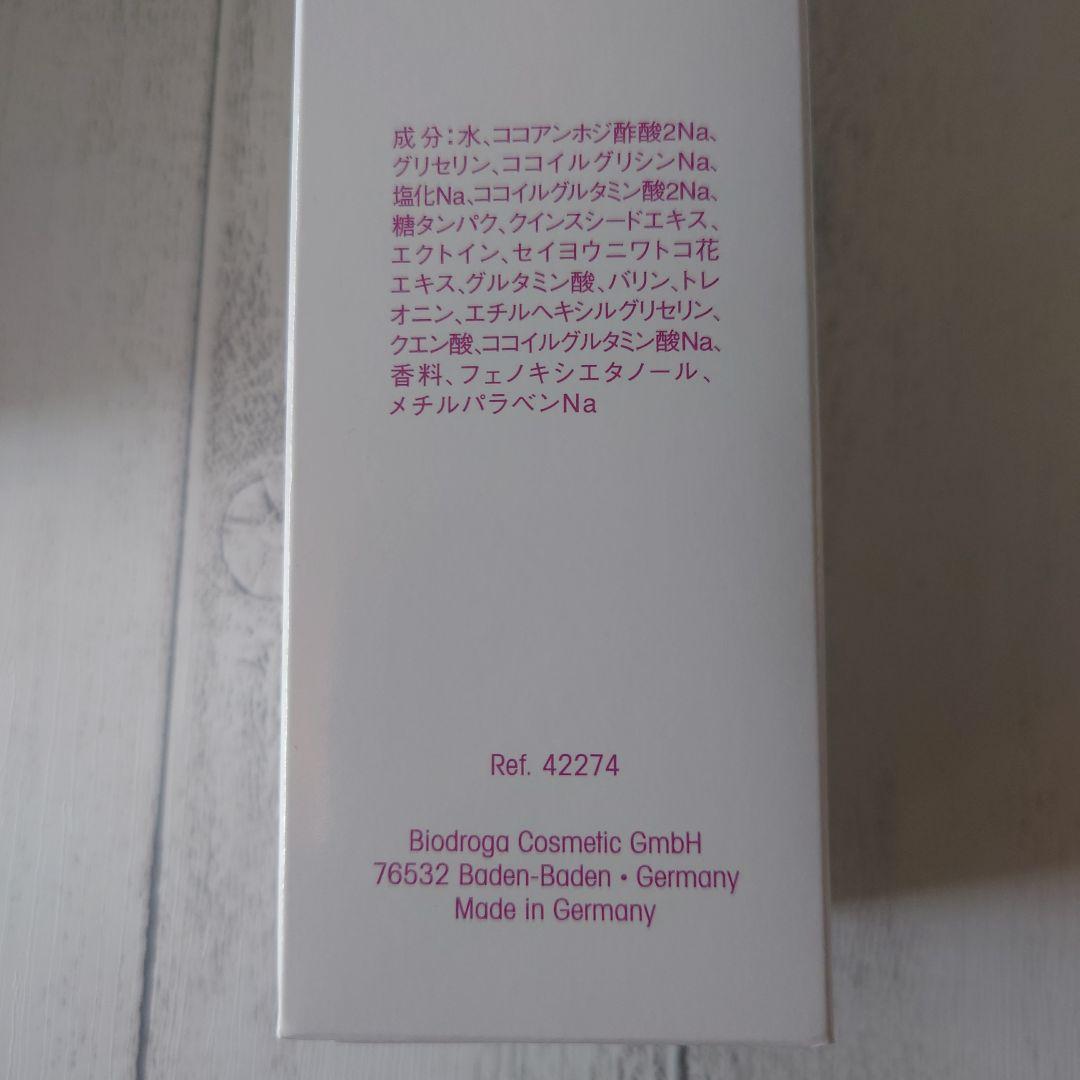 成分：水、ココアンホジ酢酸2Na、
グリセリン、ココイルグリシンNa、
塩化Na、ココイルグルタミン酸2Na、
糖タンパク、クインスシードエキス、
エクトイン、セイヨウニワトコ花
エキス、グルタミン酸、バリン、トレ
オニン、エチルヘキシルグリセリン、
クエン酸、ココイルグルタミン酸Na、
香料、フェノキシエタノール、
メチルパラベンNa
Ref. 42274
Biodroga Cosmetic GmbH
76532 Baden-Baden • Germany
Made in Germany